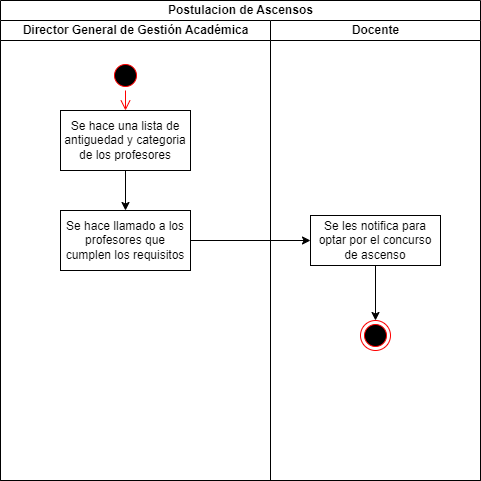 Postulacion de Ascensos
Director General de Gestión Académica
Docente
Se hace una lista de
antiguedad y categoria
de los profesores
Se hace llamado a los
profesores que
cumplen los requisitos
Se les notifica para
optar por el concurso
de ascenso